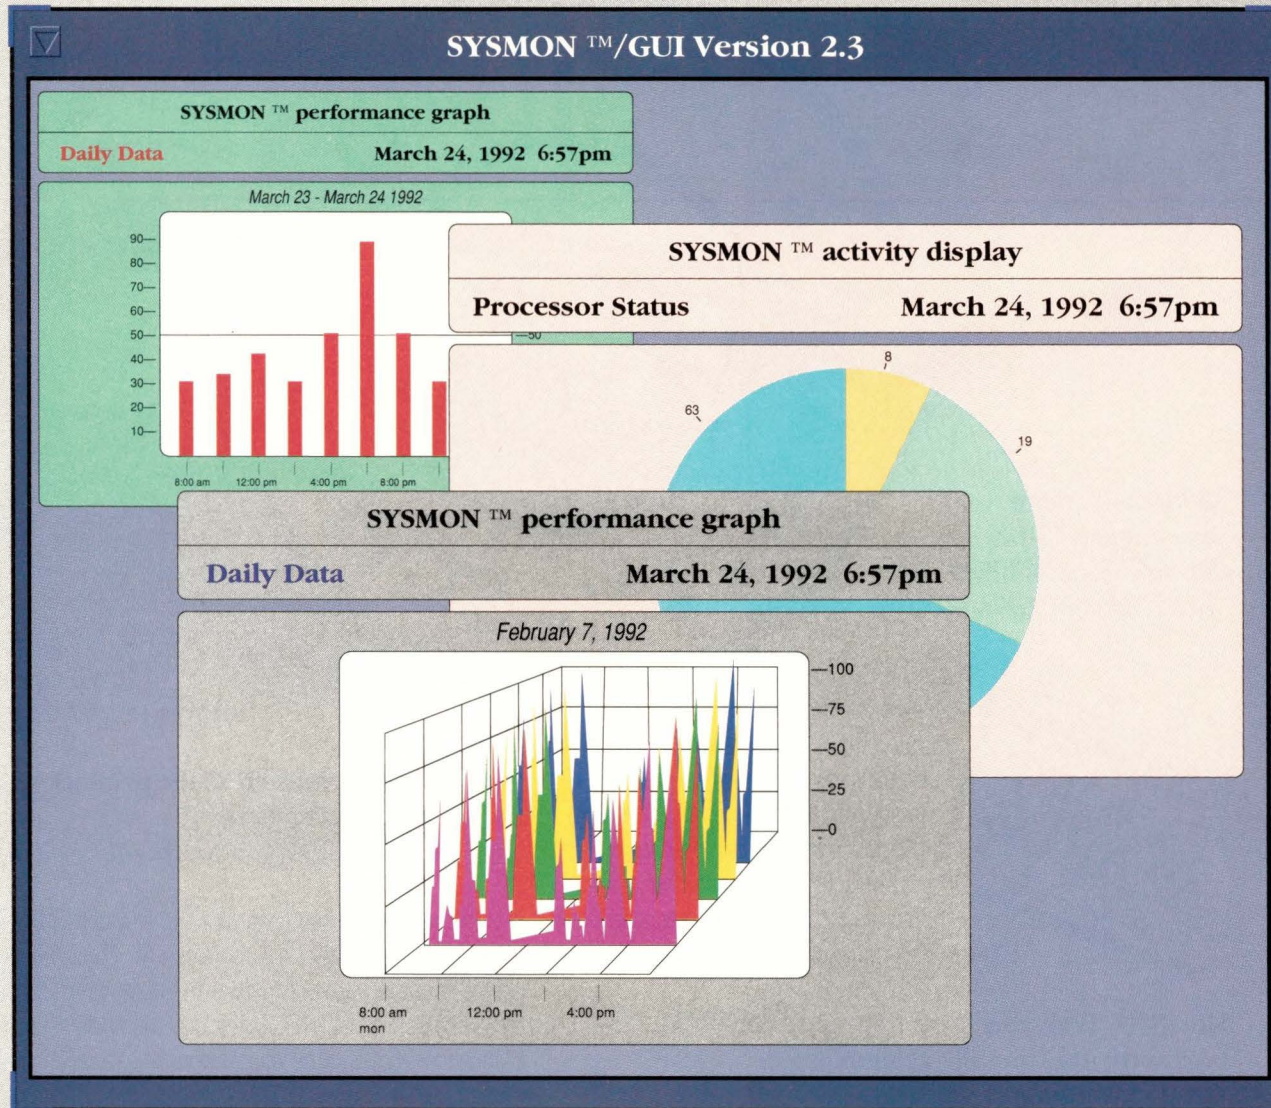 SYSMON ™/GUI Version 2.3
SYSMON ™ performance graph
Daily Data March 24, 1992 6:57pm
March 23 - March 24 1992
90
80
70
60
50
40
30
20
10
50
8:00 am 12:00 pm 4:00 pm 8:00 pm
SYSMON ™ activity display
Processor Status March 24, 1992 6:57pm
8
63
19
SYSMON ™ performance graph
Daily Data March 24, 1992 6:57pm
February 7, 1992
100
75
50
25
0
8:00 am 12:00 pm 4:00 pm
mon